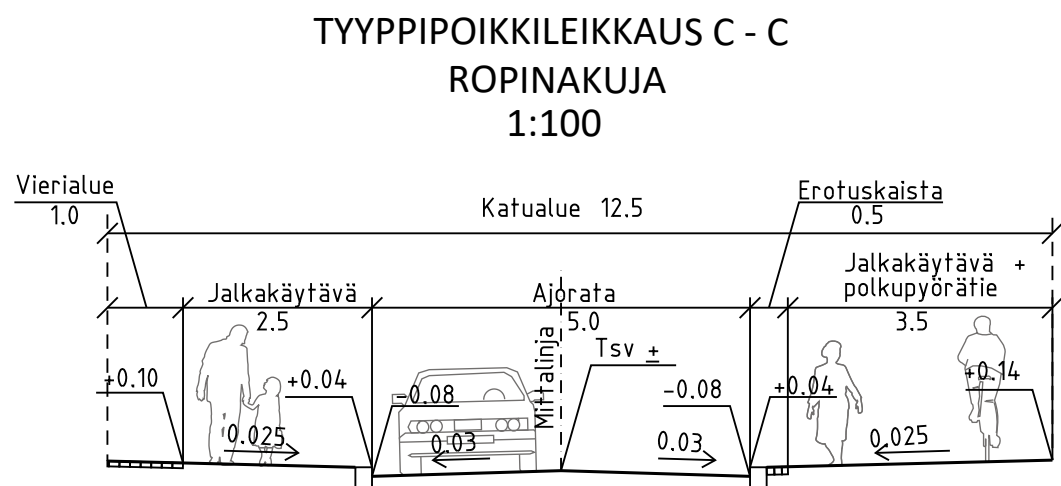 TYYPPIPOIKKILEIKKAUS C - C
ROPINAKUJA
1:100
Vierialue
1.0
Katualue 12.5
Erotuskaista
0.5
Jalkakäytävä
2.5
Ajorata
5.0
Jalkakäytävä +
polkupyörätie
3.5
Mittalinja
Tsv ±
+0.10
+0.04
-0.08
-0.08
+0.04
+0.14
0.025
0.03
0.03
0.025